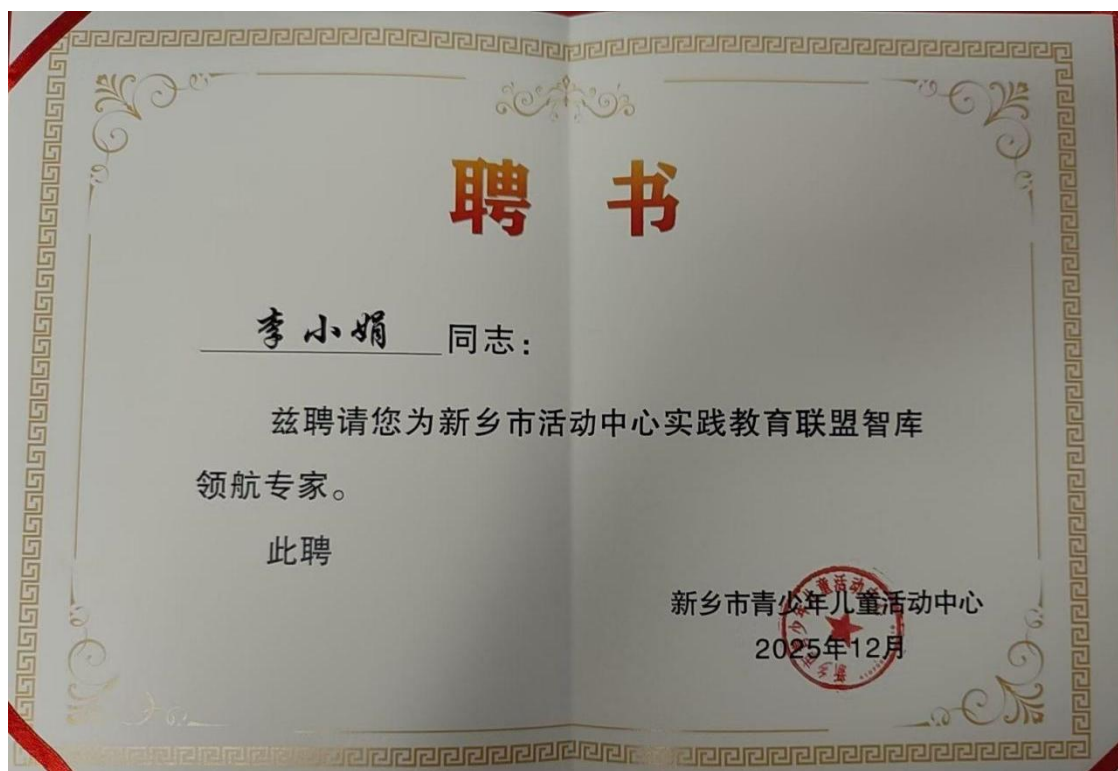 聘 书
李小娟 同志：
兹聘请您为新乡市活动中心实践教育联盟智库
领航专家。
此聘
新乡市青少年儿童活动中心
2025年12月